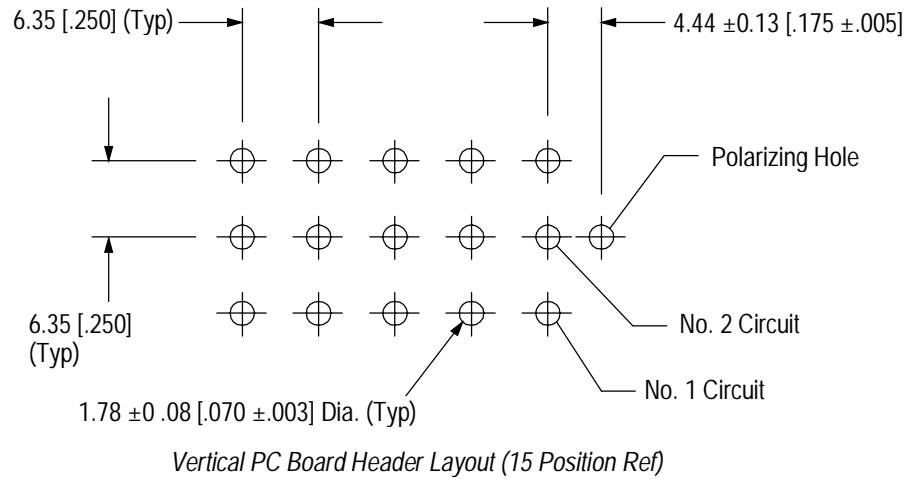 6.35 [.250] (Typ)
4.44 ±0.13 [.175 ±.005]
Polarizing Hole
6.35 [.250]
(Typ)
No. 2 Circuit
No. 1 Circuit
1.78 ±0 .08 [.070 ±.003] Dia. (Typ)
Vertical PC Board Header Layout (15 Position Ref)